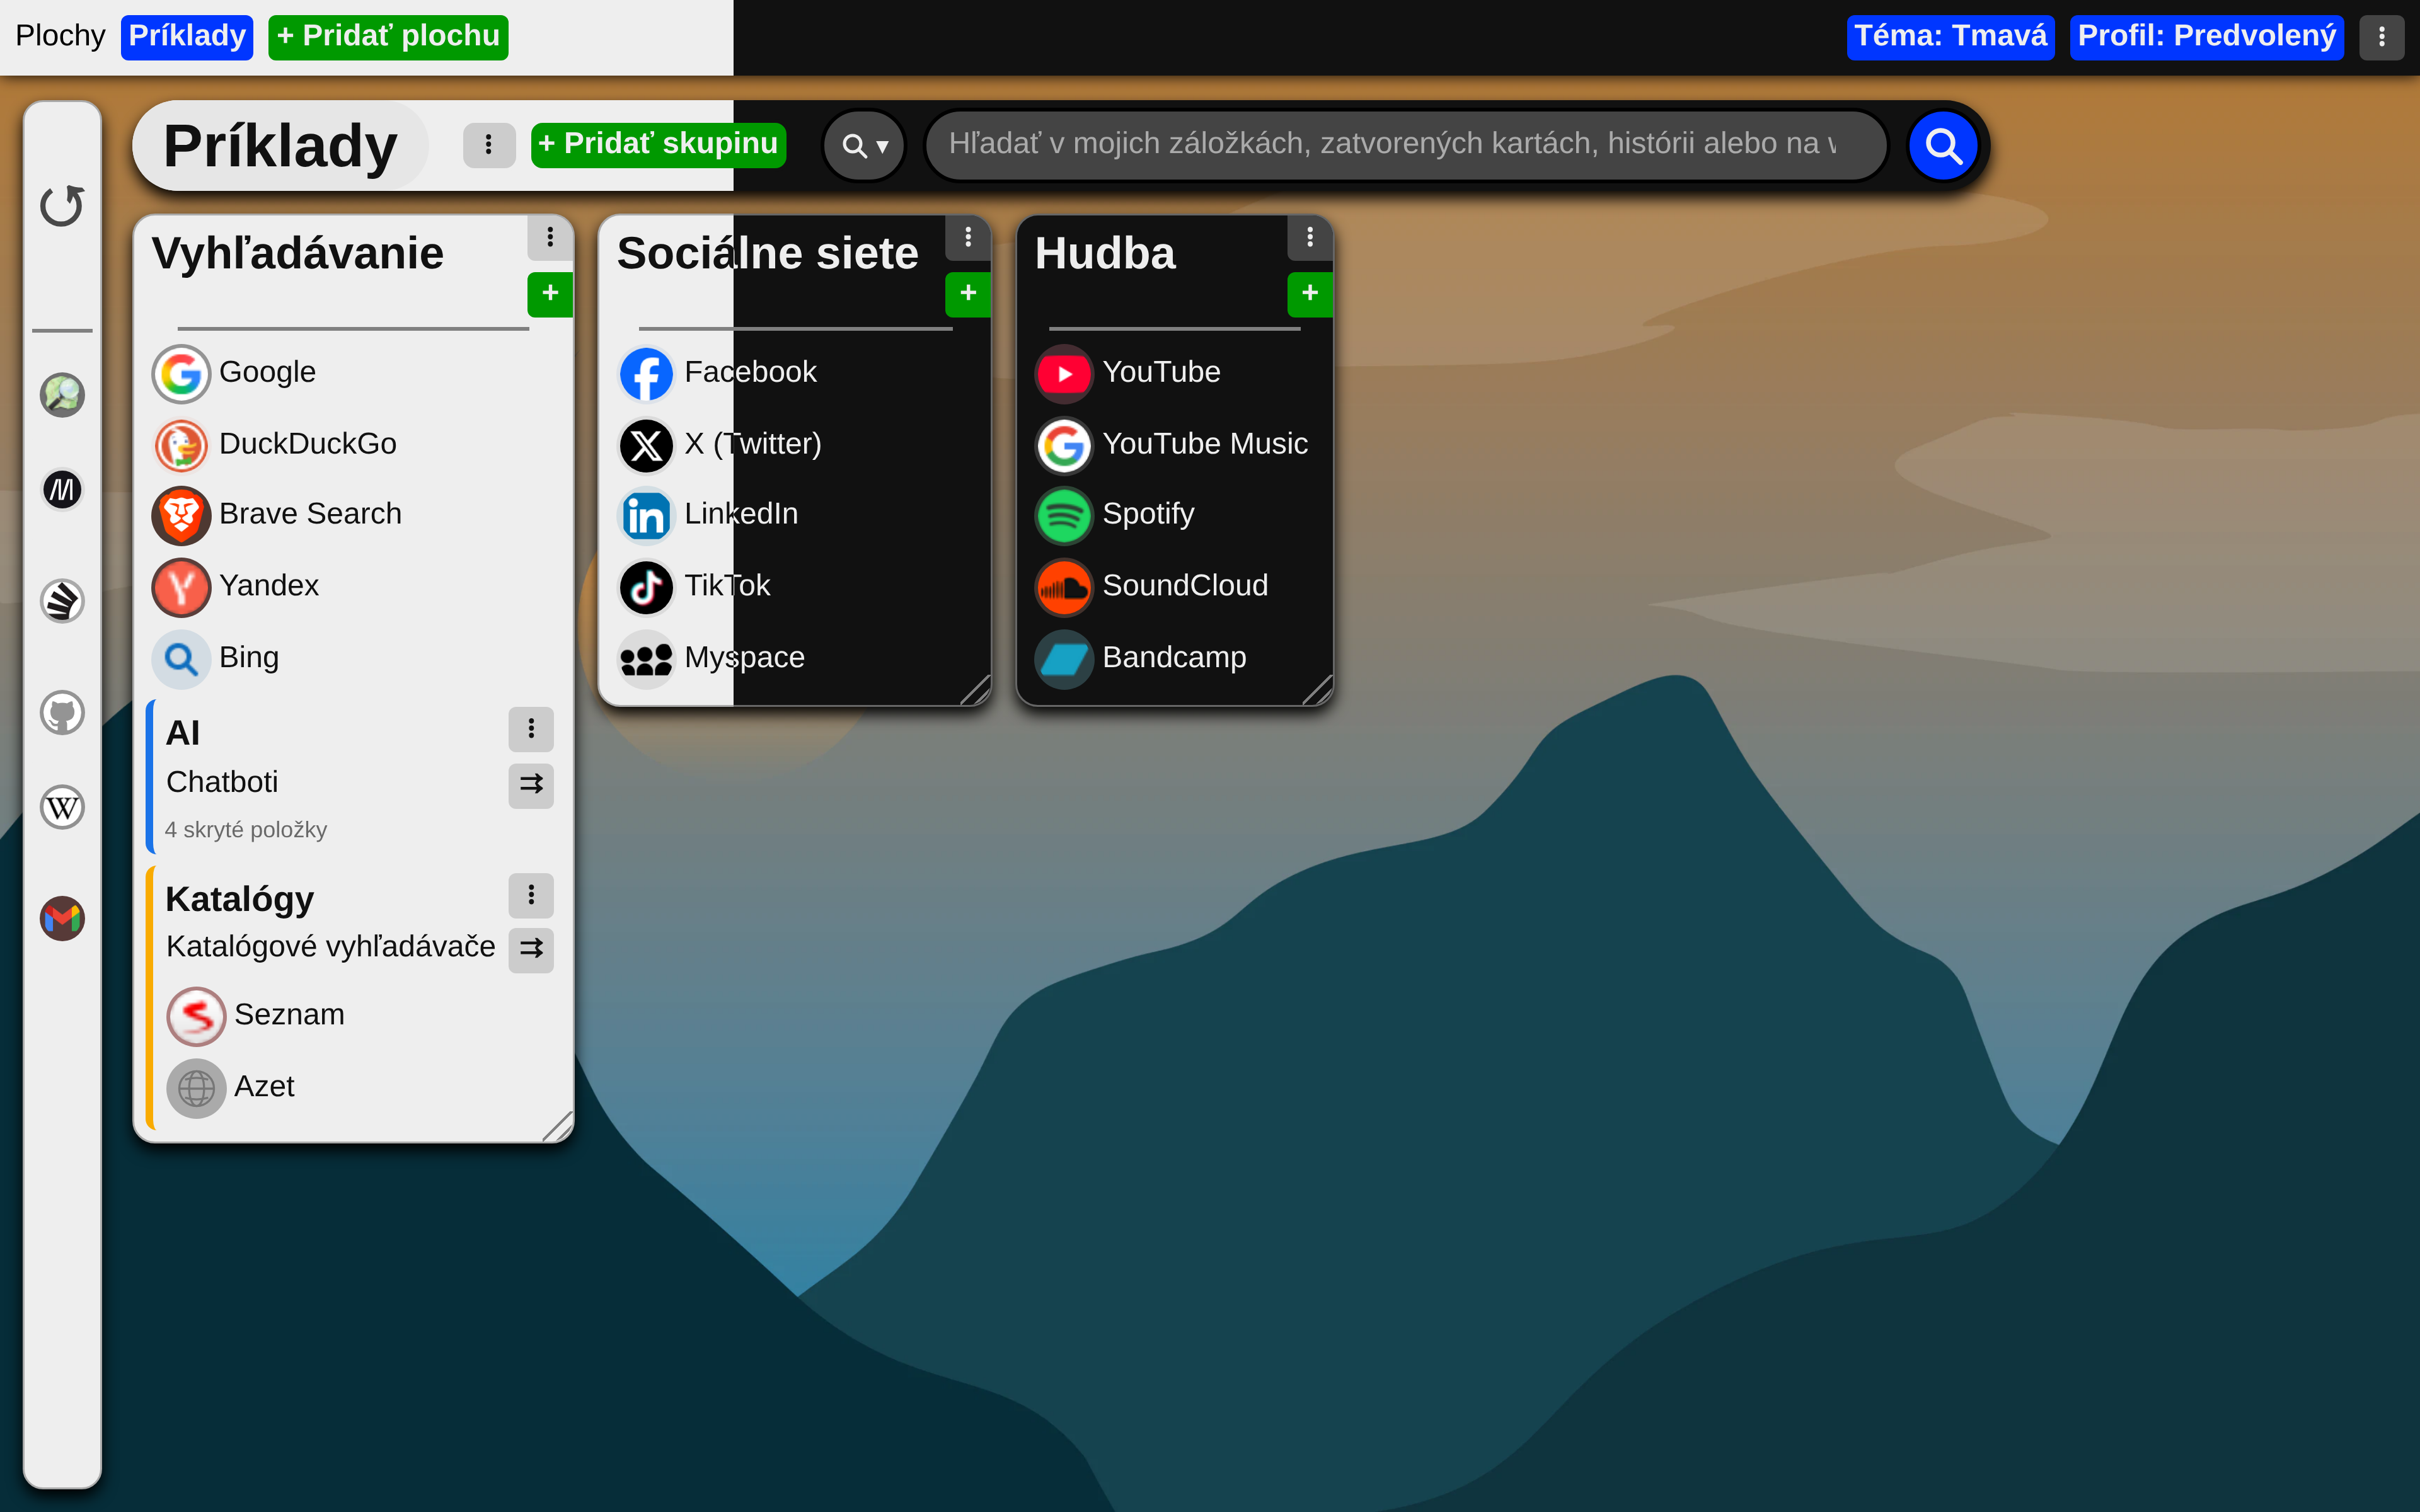 Plochy Príklady + Pridať plochu Téma: Tmavá Profil: Predvolený
Príklady + Pridať skupinu Hľadať v mojich záložkách, zatvorených kartách, histórii alebo na
Vyhľadávanie
+
Google
DuckDuckGo
Brave Search
Yandex
Bing
AI
Chatboti
4 skryté položky
Katalógy
Katalógové vyhľadávače
Seznam
Azet
Sociálne siete
+
Facebook
X (Twitter)
LinkedIn
TikTok
Myspace
Hudba
+
YouTube
YouTube Music
Spotify
SoundCloud
Bandcamp